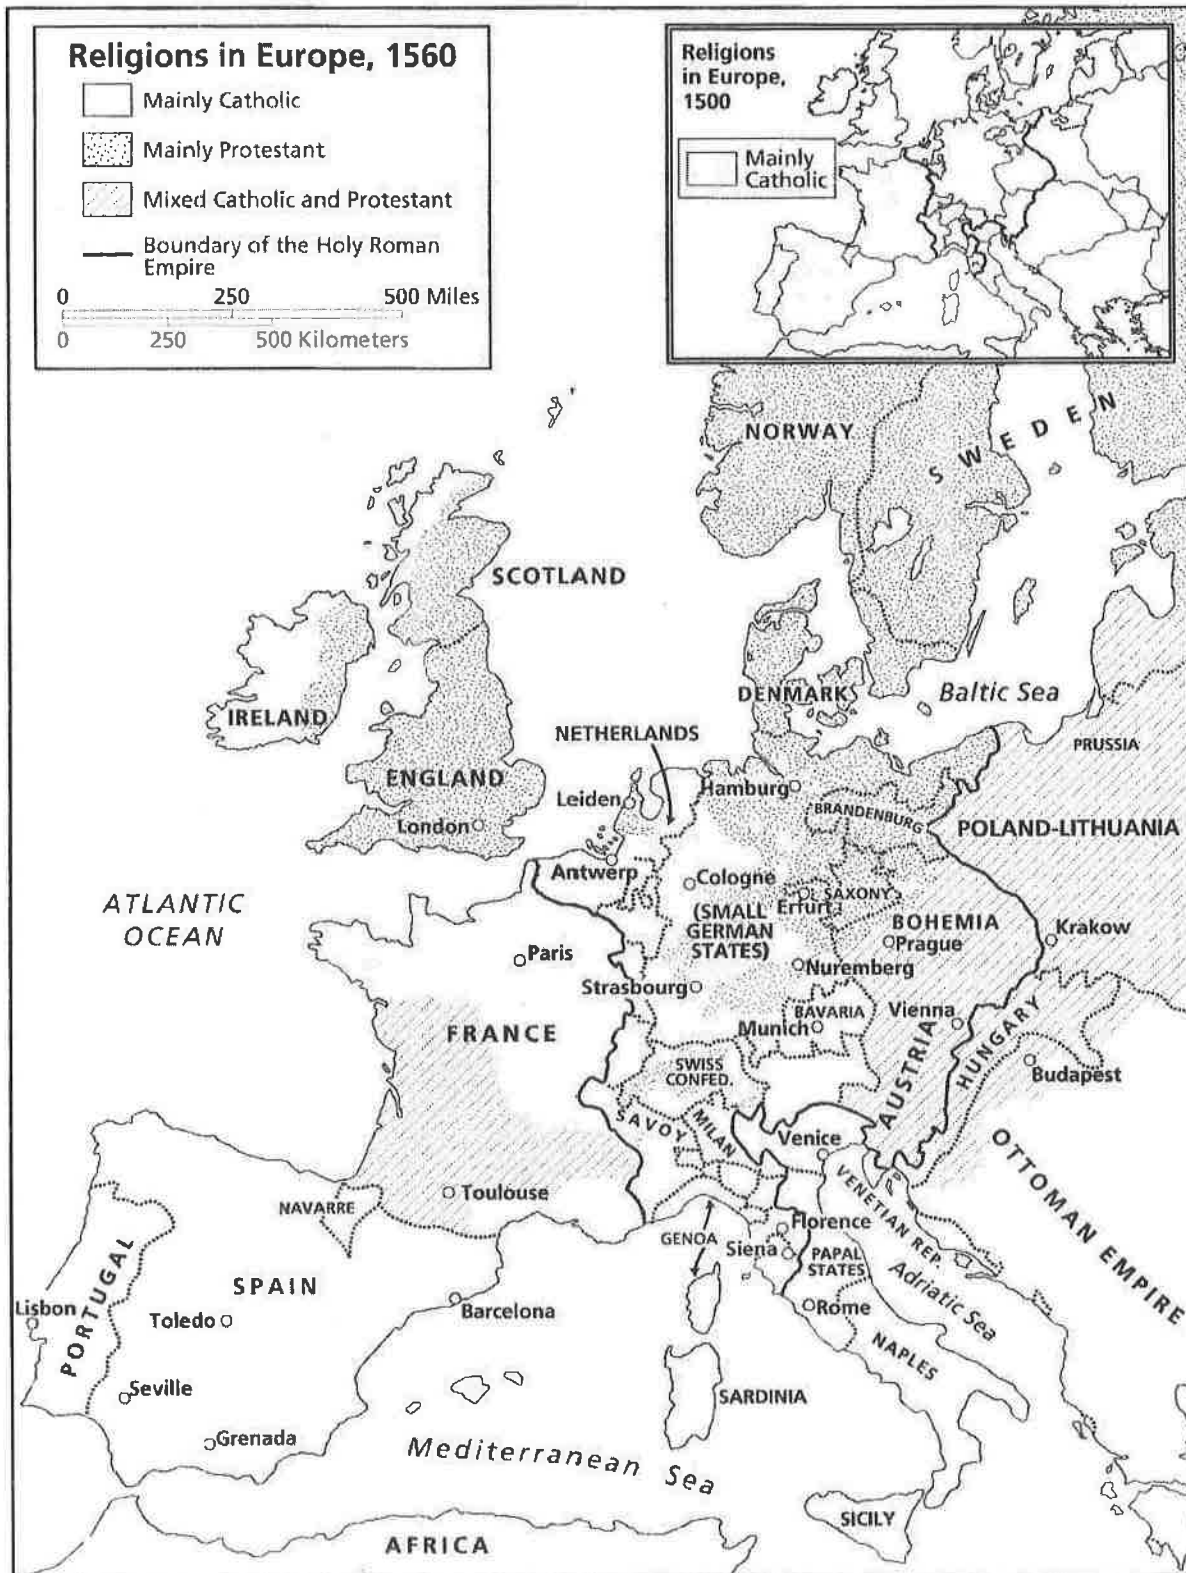 Religions in Europe, 1560
Mainly Catholic
Mainly Protestant
Mixed Catholic and Protestant
Boundary of the Holy Roman
Empire
0 250 500 Miles
0 250 500 Kilometers
Religions
in Europe,
1500
Mainly
Catholic
NORWAY
SWEDEN
SCOTLAND
IRELAND
DENMARK
Baltic Sea
NETHERLANDS
PRUSSIA
ENGLAND
Leiden
Hamburg
BRANDENBURG
London
POLAND-LITHUANIA
Antwerp
Cologne
SAXONY
Erfurt
ATLANTIC
OCEAN
(SMALL
GERMAN
STATES)
BOHEMIA
Prague
Krakow
Paris
Nuremberg
Strasbourg
BAVARIA
Vienna
Munich
FRANCE
HUNGARY
SWISS
CONFED.
AUSTRIA
Budapest
SAVOY
MILAN
Venice
OTTOMAN EMPIRE
Toulouse
NAVARRE
VENETIAN REP.
Florence
GENOA
Siena
PAPAL
STATES
Adriatic Sea
PORTUGAL
SPAIN
Lisbon
Toledo
Barcelona
Rome
NAPLES
Seville
SARDINIA
Grenada
Mediterranean Sea
SICILY
AFRICA